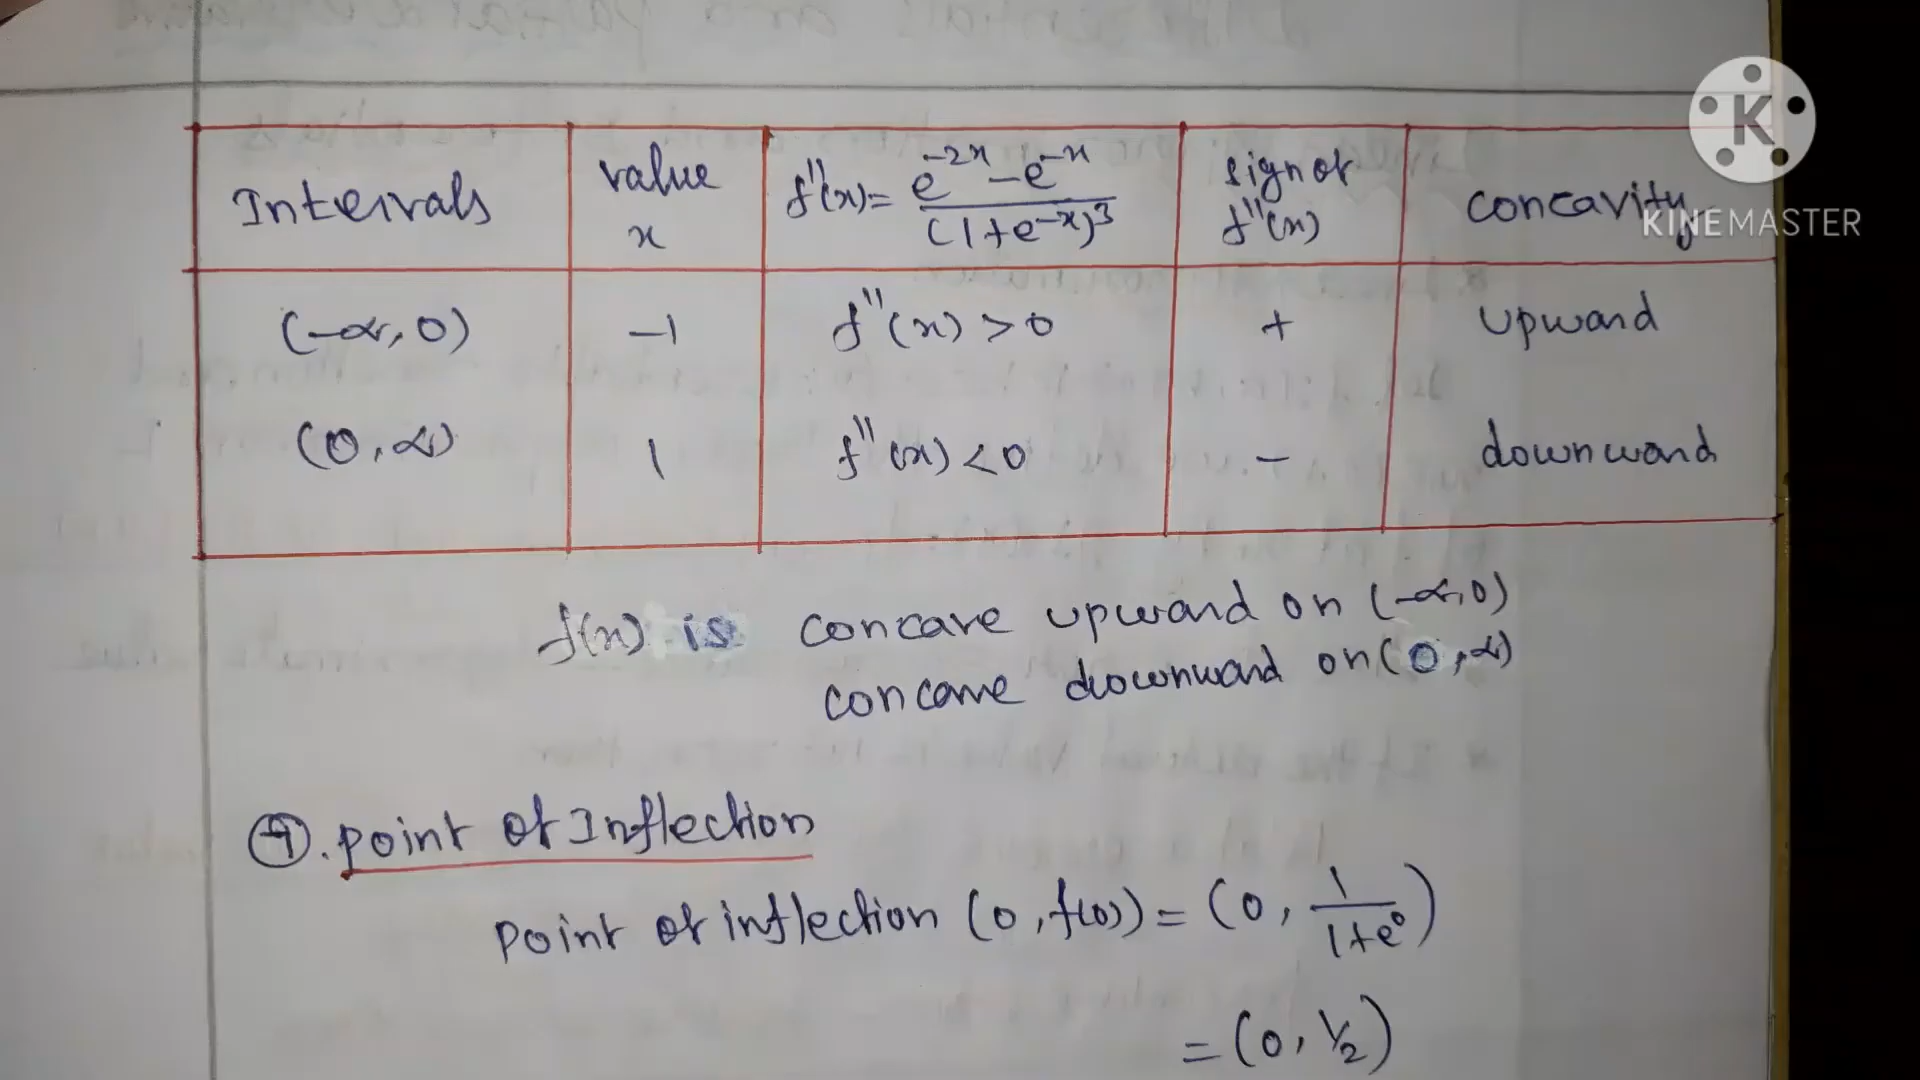 Intervals | value x | f''(x) = (e^-2x - e^-x)/(1+e^-x)^3 | sign of f''(x) | concavity
(-∝, 0) | -1 | f''(x) > 0 | + | upward
(0, ∝) | 1 | f''(x) < 0 | - | downward
f(x) is concave upward on (-∝, 0)
concave downward on (0, ∝)
⑦. point of Inflection
point of inflection (0, f(0)) = (0, 1/(1+e^0))
= (0, 1/2)
K
KINEMASTER